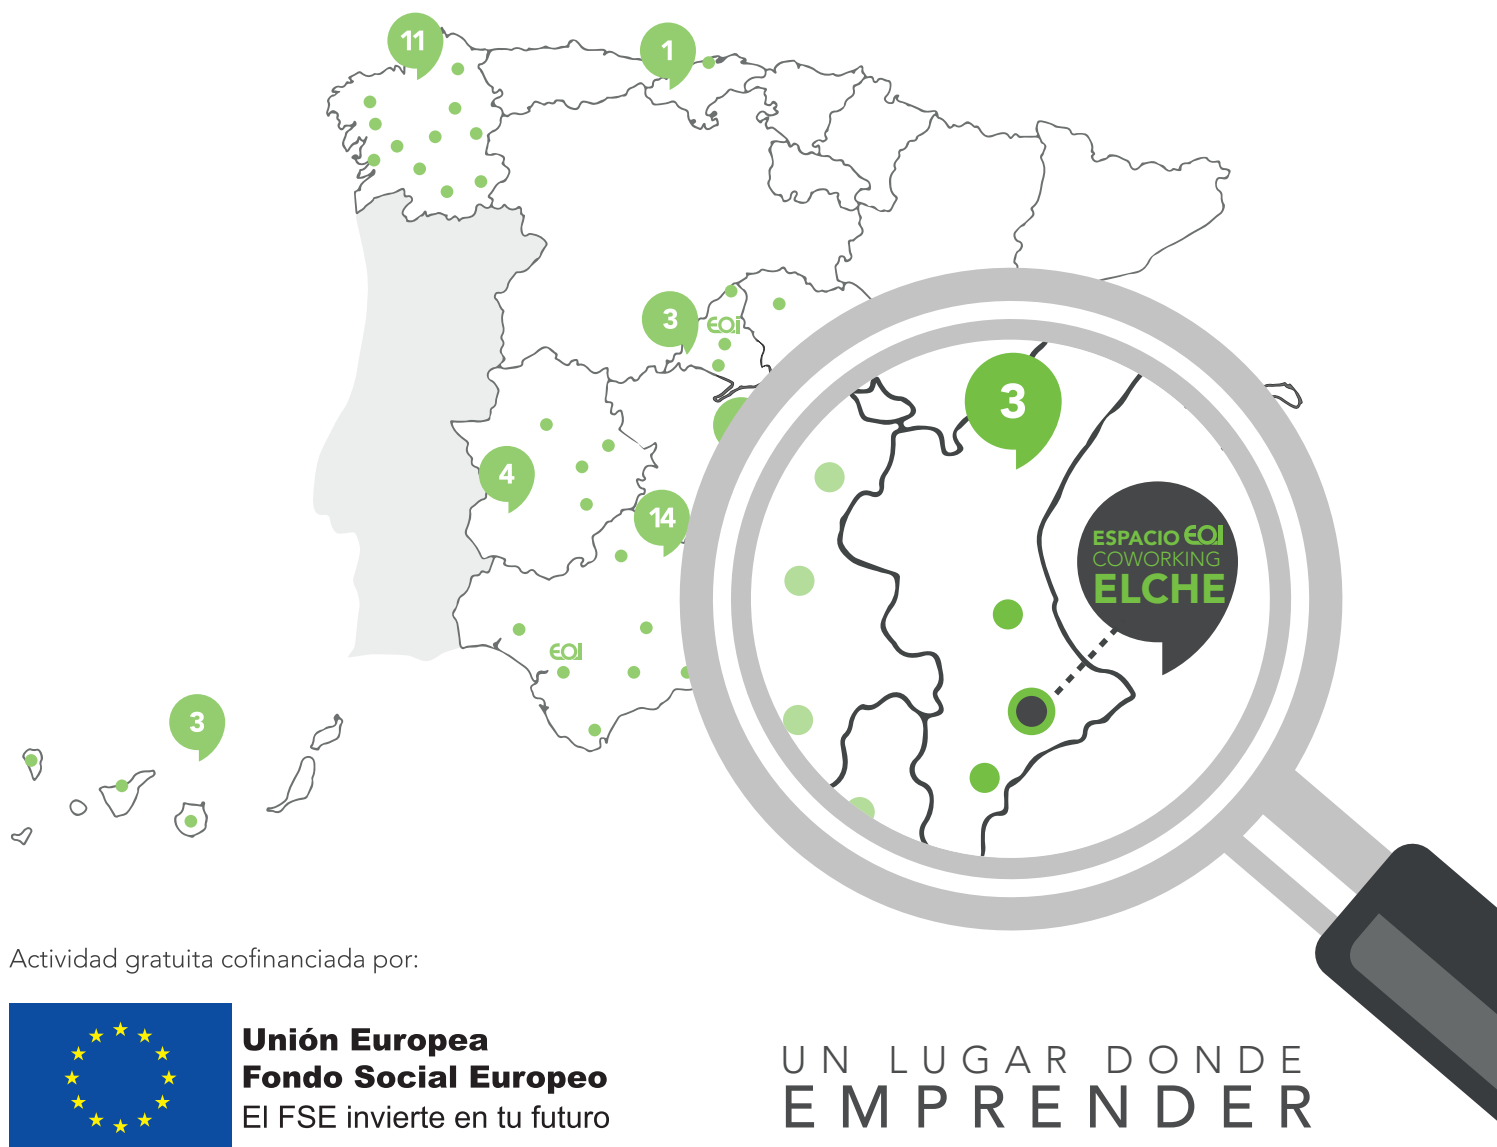 11
1
3
EOI
3
4
14
ESPACIO EOI
COWORKING
ELCHE
EOI
3
Actividad gratuita cofinanciada por:
Unión Europea
Fondo Social Europeo
El FSE invierte en tu futuro
UN LUGAR DONDE
EMPRENDER